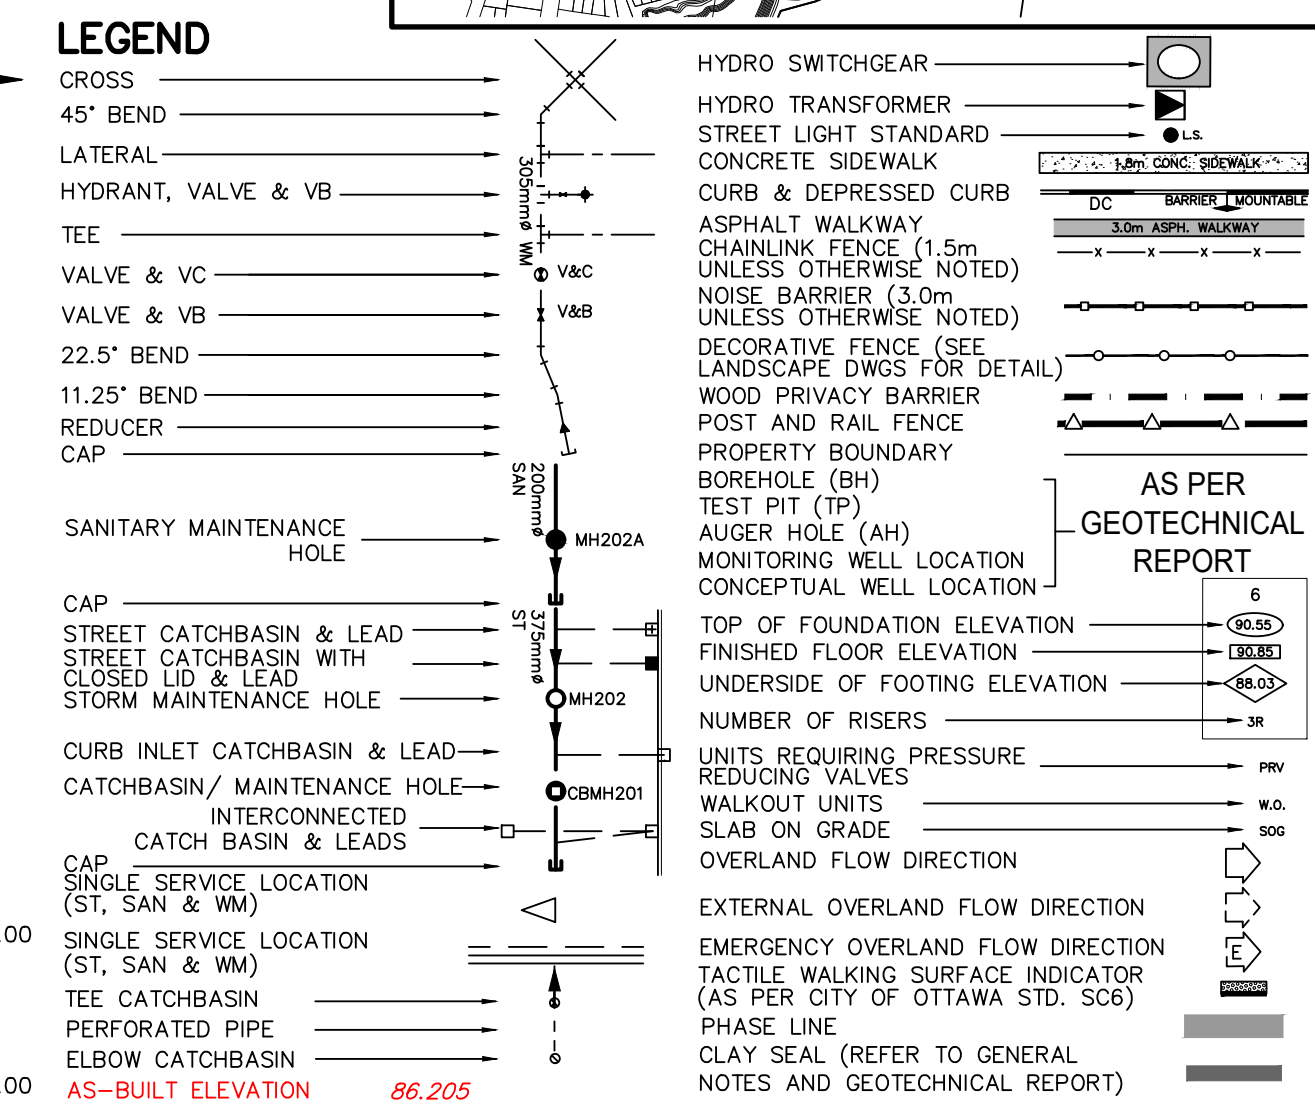 LEGEND
CROSS
45° BEND
LATERAL
HYDRANT, VALVE & VB
TEE
VALVE & VC
VALVE & VB
22.5° BEND
11.25° BEND
REDUCER
CAP
SANITARY MAINTENANCE
HOLE
CAP
STREET CATCHBASIN & LEAD
STREET CATCHBASIN WITH
CLOSED LID & LEAD
STORM MAINTENANCE HOLE
CURB INLET CATCHBASIN & LEAD
CATCHBASIN/ MAINTENANCE HOLE
INTERCONNECTED
CATCH BASIN & LEADS
CAP
SINGLE SERVICE LOCATION
(ST, SAN & WM)
SINGLE SERVICE LOCATION
(ST, SAN & WM)
TEE CATCHBASIN
PERFORATED PIPE
ELBOW CATCHBASIN
AS-BUILT ELEVATION 86.205
.00
.00
305mmø WM
V&C
V&B
200mmø
SAN
MH202A
375mmø
ST
MH202
CBMH201
HYDRO SWITCHGEAR
HYDRO TRANSFORMER
STREET LIGHT STANDARD
L.S.
CONCRETE SIDEWALK
1.8m CONC. SIDEWALK
CURB & DEPRESSED CURB
DC BARRIER MOUNTABLE
ASPHALT WALKWAY
3.0m ASPH. WALKWAY
CHAINLINK FENCE (1.5m
UNLESS OTHERWISE NOTED)
x x x x
NOISE BARRIER (3.0m
UNLESS OTHERWISE NOTED)
DECORATIVE FENCE (SEE
LANDSCAPE DWGS FOR DETAIL)
WOOD PRIVACY BARRIER
POST AND RAIL FENCE
PROPERTY BOUNDARY
BOREHOLE (BH)
TEST PIT (TP)
AUGER HOLE (AH)
MONITORING WELL LOCATION
CONCEPTUAL WELL LOCATION
AS PER
GEOTECHNICAL
REPORT
6
TOP OF FOUNDATION ELEVATION
90.55
FINISHED FLOOR ELEVATION
90.85
UNDERSIDE OF FOOTING ELEVATION
88.03
NUMBER OF RISERS
3R
UNITS REQUIRING PRESSURE
REDUCING VALVES
PRV
WALKOUT UNITS
W.O.
SLAB ON GRADE
SOG
OVERLAND FLOW DIRECTION
EXTERNAL OVERLAND FLOW DIRECTION
EMERGENCY OVERLAND FLOW DIRECTION
E
TACTILE WALKING SURFACE INDICATOR
(AS PER CITY OF OTTAWA STD. SC6)
PHASE LINE
CLAY SEAL (REFER TO GENERAL
NOTES AND GEOTECHNICAL REPORT)